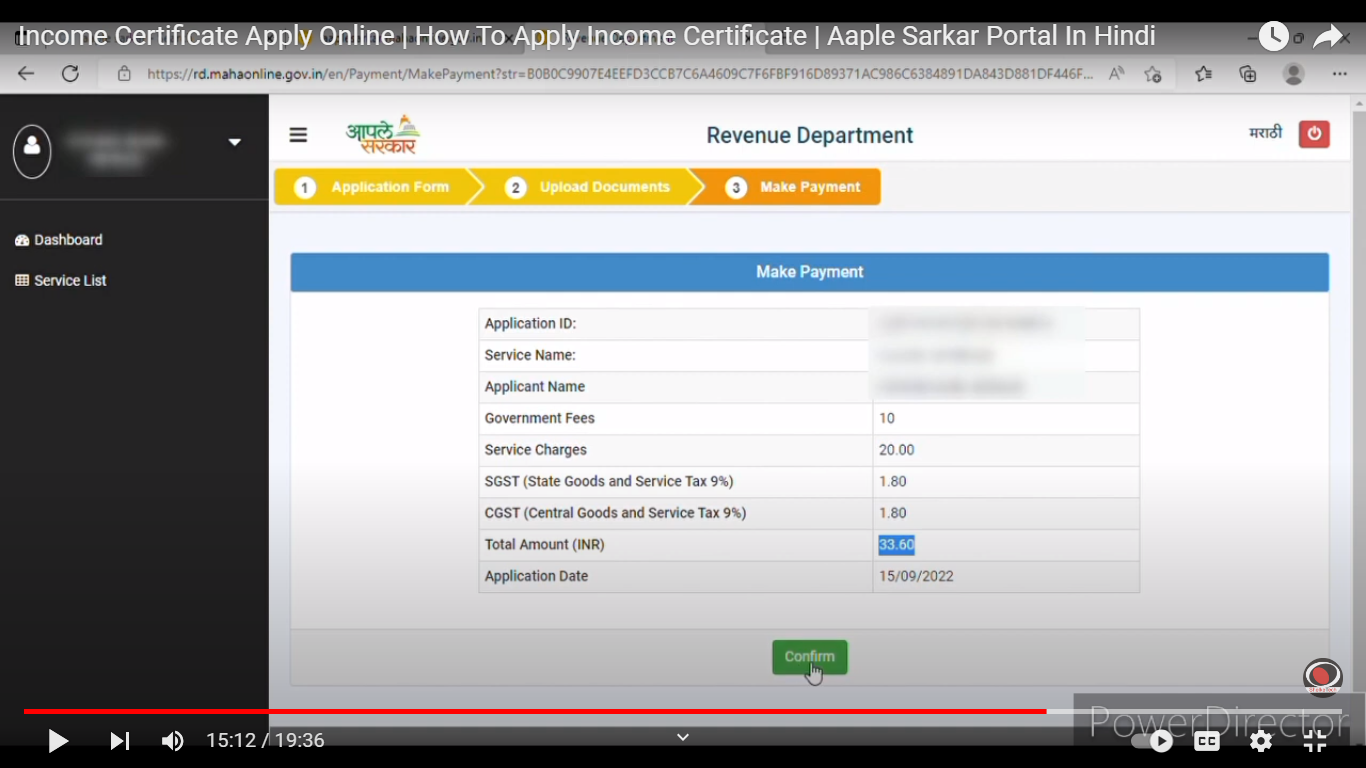 Income Certificate Apply Online | How To Apply Income Certificate | Aaple Sarkar Portal In Hindi
https://rd.mahaonline.gov.in/en/Payment/MakePayment?str=B0B0C9907E4EEFD3CCB7C6A4609C7F6FBF916D89371AC986C6384891DA843D881DF446F...
आपले सरकार
Revenue Department
मराठी
1 Application Form
2 Upload Documents
3 Make Payment
Dashboard
Service List
Make Payment
Application ID:
Service Name:
Applicant Name
Government Fees 10
Service Charges 20.00
SGST (State Goods and Service Tax 9%) 1.80
CGST (Central Goods and Service Tax 9%) 1.80
Total Amount (INR) 33.60
Application Date 15/09/2022
Confirm
PowerDirector
15:12 / 19:36
CC